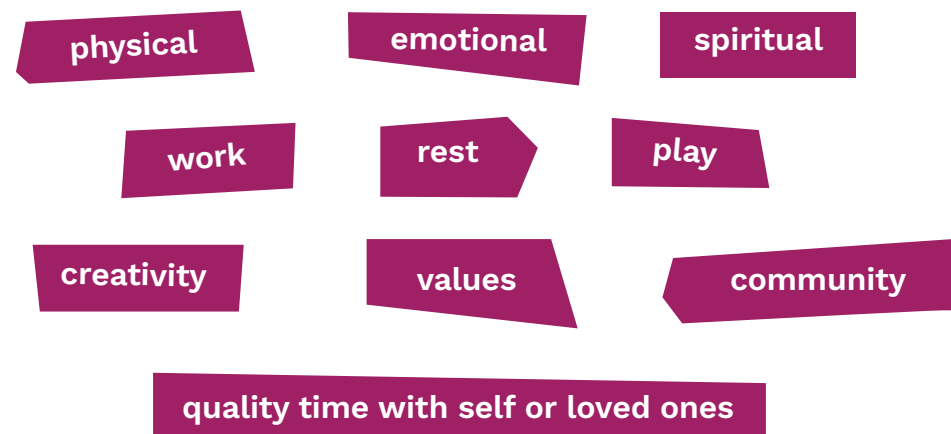 physical
emotional
spiritual
work
rest
play
creativity
values
community
quality time with self or loved ones